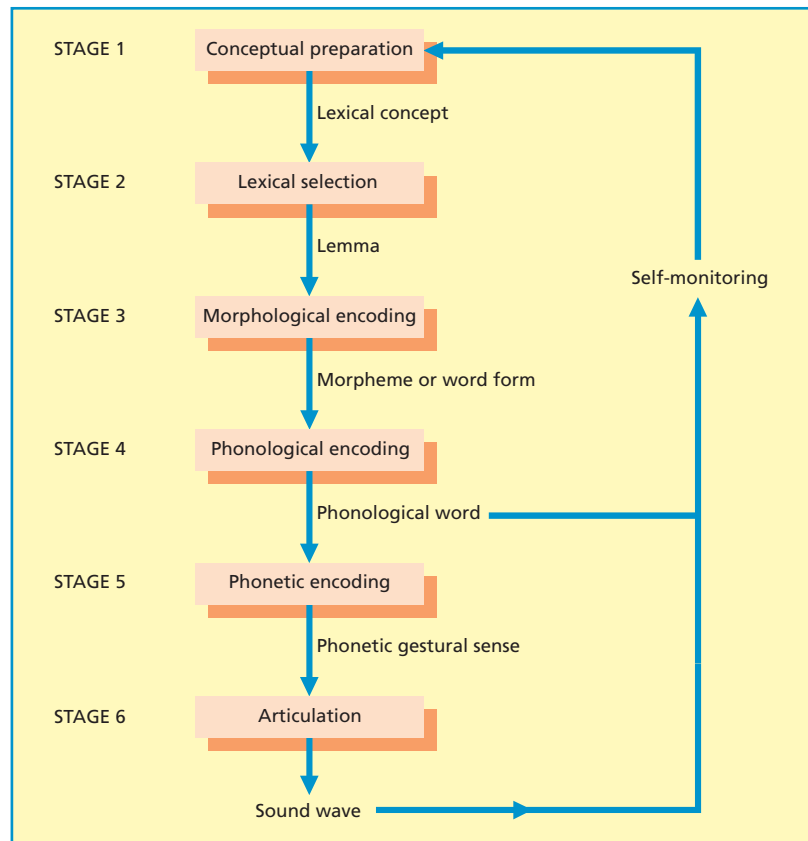 STAGE 1
Conceptual preparation
Lexical concept
STAGE 2
Lexical selection
Lemma
Self-monitoring
STAGE 3
Morphological encoding
Morpheme or word form
STAGE 4
Phonological encoding
Phonological word
STAGE 5
Phonetic encoding
Phonetic gestural sense
STAGE 6
Articulation
Sound wave